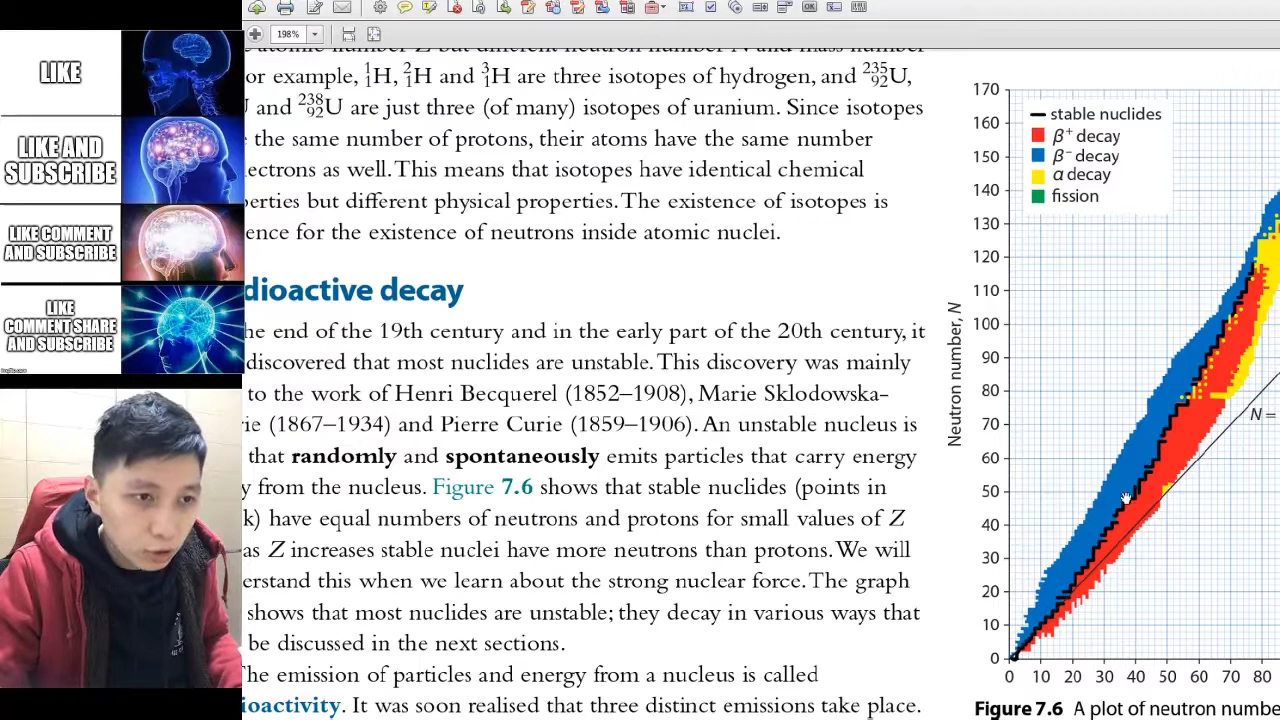 LIKE
LIKE AND
SUBSCRIBE
LIKE COMMENT
AND SUBSCRIBE
LIKE
COMMENT SHARE
AND SUBSCRIBE
imgflip.com
198%
atomic number Z but different neutron number N and mass number
or example, ¹₁H, ²₁H and ³₁H are three isotopes of hydrogen, and ²³⁵₉₂U,
U and ²³⁸₉₂U are just three (of many) isotopes of uranium. Since isotopes
e the same number of protons, their atoms have the same number
lectrons as well. This means that isotopes have identical chemical
perties but different physical properties. The existence of isotopes is
ence for the existence of neutrons inside atomic nuclei.
dioactive decay
he end of the 19th century and in the early part of the 20th century, it
discovered that most nuclides are unstable. This discovery was mainly
to the work of Henri Becquerel (1852–1908), Marie Sklodowska-
rie (1867–1934) and Pierre Curie (1859–1906). An unstable nucleus is
that randomly and spontaneously emits particles that carry energy
y from the nucleus. Figure 7.6 shows that stable nuclides (points in
k) have equal numbers of neutrons and protons for small values of Z
as Z increases stable nuclei have more neutrons than protons. We will
erstand this when we learn about the strong nuclear force. The graph
shows that most nuclides are unstable; they decay in various ways that
be discussed in the next sections.
The emission of particles and energy from a nucleus is called
ioactivity. It was soon realised that three distinct emissions take place.
stable nuclides
β⁺ decay
β⁻ decay
α decay
fission
170
160
150
140
130
120
110
100
90
80
70
60
50
40
30
20
10
0
Neutron number, N
N =
0 10 20 30 40 50 60 70 80
Figure 7.6 A plot of neutron numbe